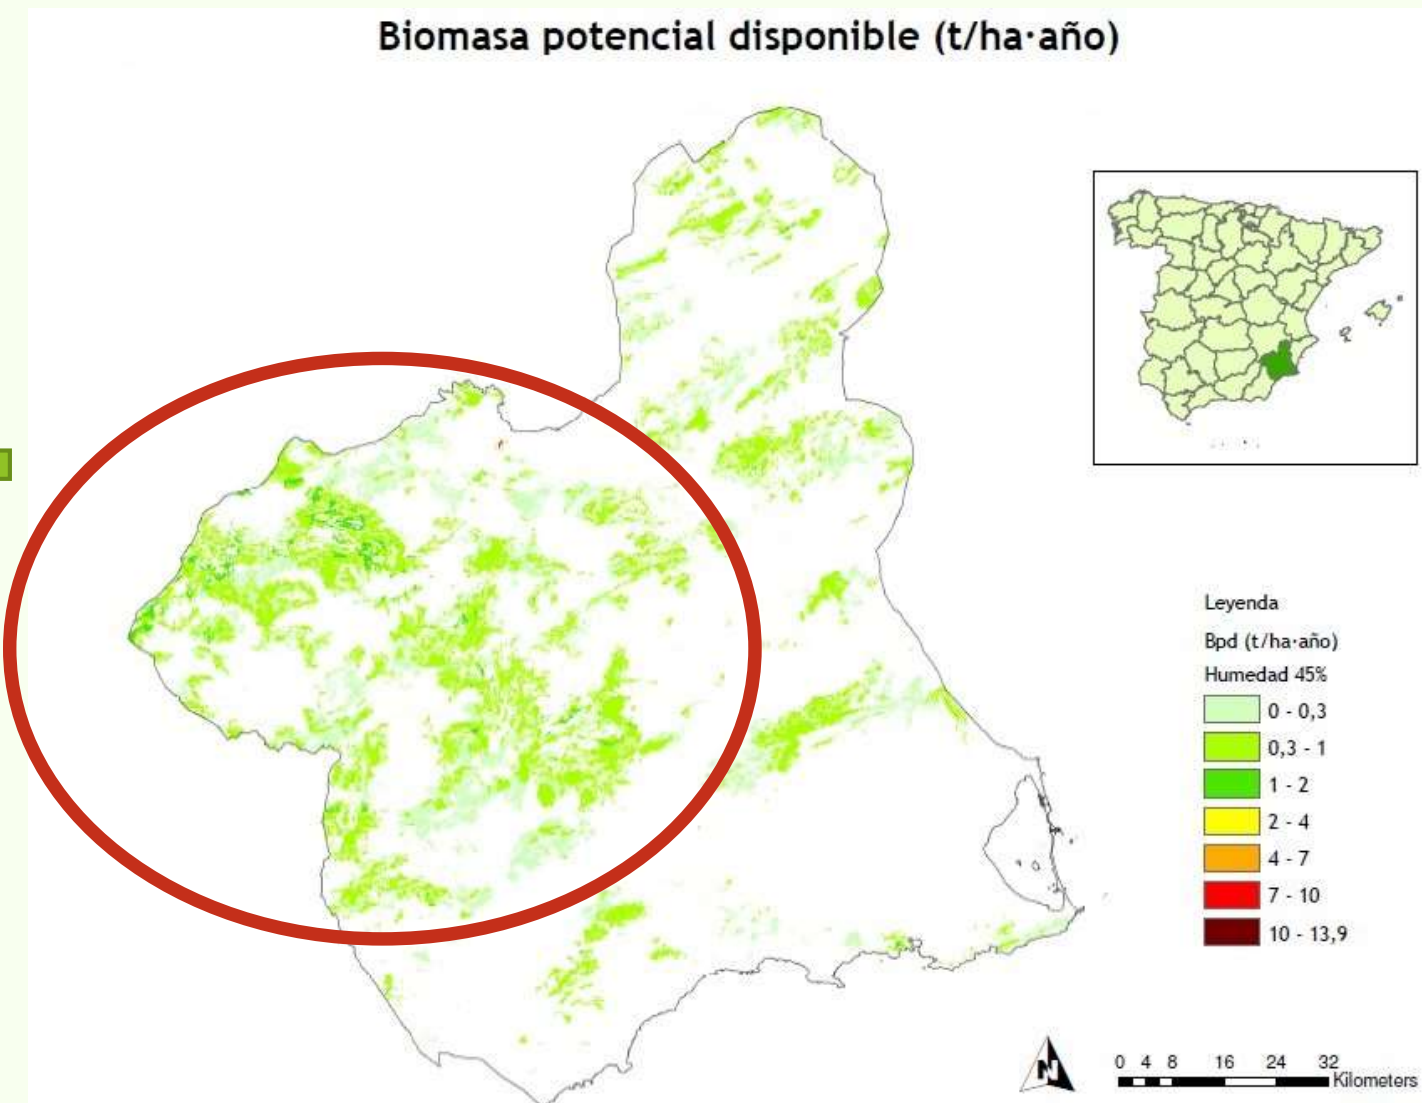 Biomasa potencial disponible (t/ha·año)
Leyenda
Bpd (t/ha·año)
Humedad 45%
0 - 0,3
0,3 - 1
1 - 2
2 - 4
4 - 7
7 - 10
10 - 13,9
N
0 4 8 16 24 32
Kilometers